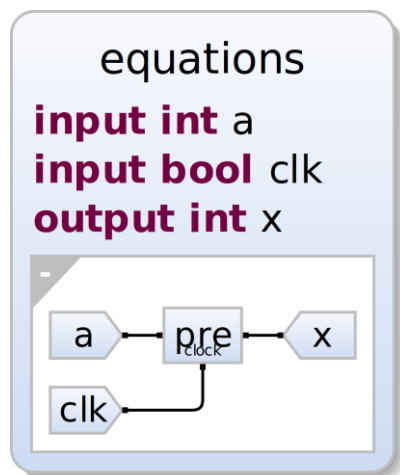 equations
input int a
input bool clk
output int x
-
a pre x
clock
clk